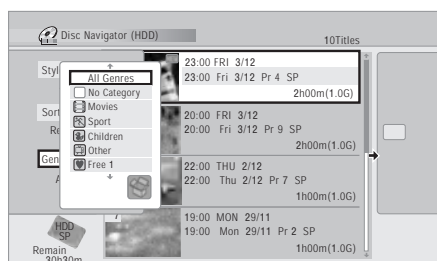 Disc Navigator (HDD)
10Titles
Styl
All Genres
No Category
Movies
Sport
Children
Other
Free 1
Sort
Re
Gen
23:00 FRI 3/12
23:00 Fri 3/12 Pr 4 SP
2h00m(1.0G)
20:00 FRI 3/12
20:00 Fri 3/12 Pr 9 SP
2h00m(1.0G)
22:00 THU 2/12
22:00 Thu 2/12 Pr 7 SP
1h00m(1.0G)
7
19:00 MON 29/11
19:00 Mon 29/11 Pr 2 SP
1h00m(1.0G)
HDD
SP
Remain
30h30m